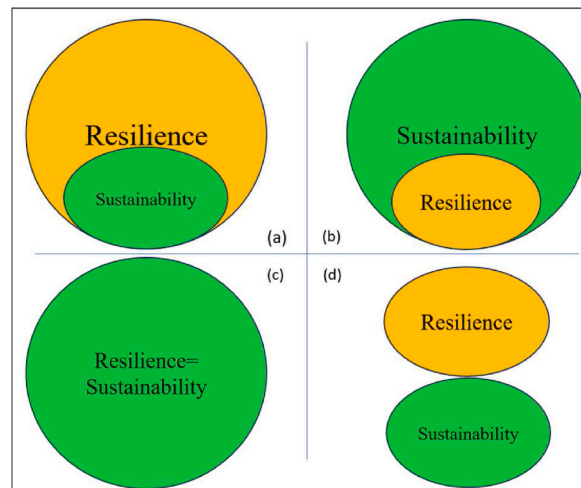 Resilience
Sustainability
(a)
Sustainability
Resilience
(b)
(c)
Resilience=
Sustainability
(d)
Resilience
Sustainability